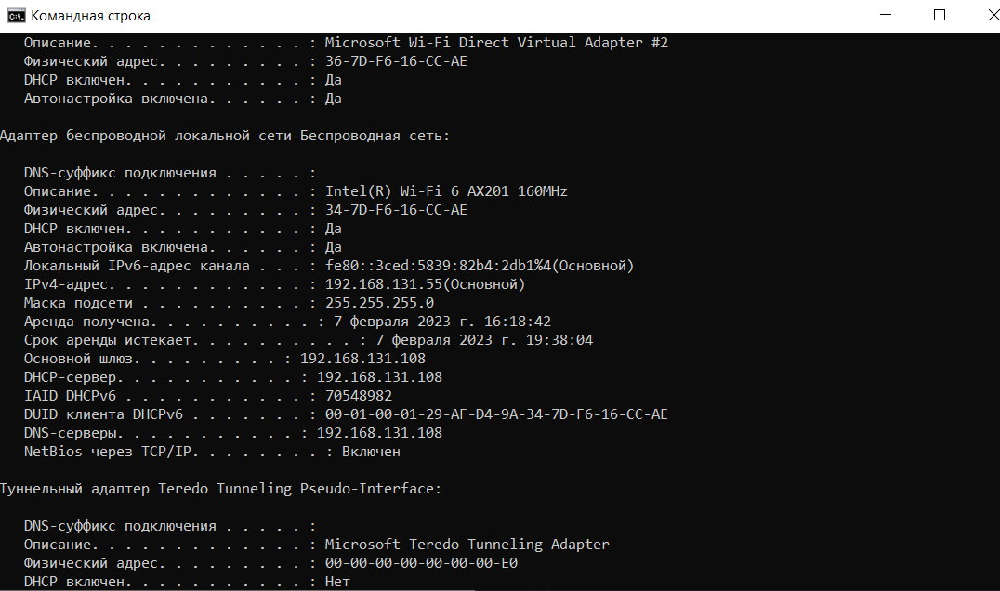 Командная строка
Описание. . . . . . . . . . . . . : Microsoft Wi-Fi Direct Virtual Adapter #2
Физический адрес. . . . . . . . . : 36-7D-F6-16-CC-AE
DHCP включен. . . . . . . . . . . : Да
Автонастройка включена. . . . . . : Да
Адаптер беспроводной локальной сети Беспроводная сеть:
DNS-суффикс подключения . . . . . :
Описание. . . . . . . . . . . . . : Intel(R) Wi-Fi 6 AX201 160MHz
Физический адрес. . . . . . . . . : 34-7D-F6-16-CC-AE
DHCP включен. . . . . . . . . . . : Да
Автонастройка включена. . . . . . : Да
Локальный IPv6-адрес канала . . . : fe80::3ced:5839:82b4:2db1%4(Основной)
IPv4-адрес. . . . . . . . . . . . : 192.168.131.55(Основной)
Маска подсети . . . . . . . . . . : 255.255.255.0
Аренда получена. . . . . . . . . . : 7 февраля 2023 г. 16:18:42
Срок аренды истекает. . . . . . . . . . : 7 февраля 2023 г. 19:38:04
Основной шлюз. . . . . . . . . : 192.168.131.108
DHCP-сервер. . . . . . . . . . . : 192.168.131.108
IAID DHCPv6 . . . . . . . . . . . : 70548982
DUID клиента DHCPv6 . . . . . . . : 00-01-00-01-29-AF-D4-9A-34-7D-F6-16-CC-AE
DNS-серверы. . . . . . . . . . . : 192.168.131.108
NetBios через TCP/IP. . . . . . . . : Включен
Туннельный адаптер Teredo Tunneling Pseudo-Interface:
DNS-суффикс подключения . . . . . :
Описание. . . . . . . . . . . . . : Microsoft Teredo Tunneling Adapter
Физический адрес. . . . . . . . . : 00-00-00-00-00-00-00-E0
DHCP включен. . . . . . . . . . . : Нет